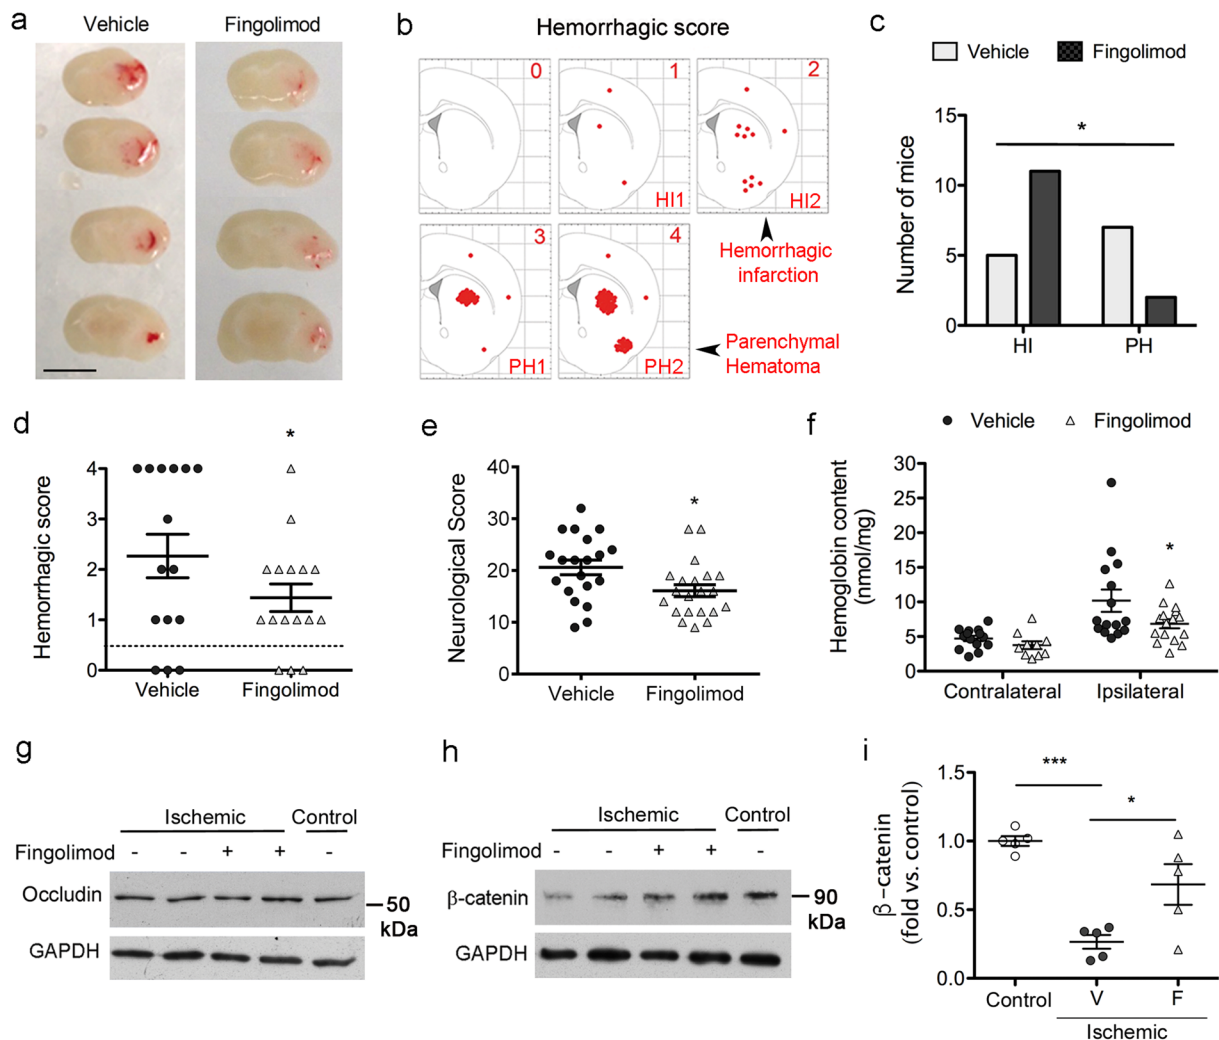 a
Vehicle
Fingolimod
b
Hemorrhagic score
0
1
2
HI1
HI2
3
4
Hemorrhagic
infarction
PH1
PH2
Parenchymal
Hematoma
c
Vehicle
Fingolimod
Number of mice
15
10
5
0
*
HI
PH
d
Hemorrhagic score
4
3
2
1
0
*
Vehicle
Fingolimod
e
Neurological Score
40
30
20
10
0
*
Vehicle
Fingolimod
f
Vehicle
Fingolimod
Hemoglobin content
(nmol/mg)
30
25
20
15
10
5
0
*
Contralateral
Ipsilateral
g
Ischemic
Control
Fingolimod - - + + -
Occludin
50
kDa
GAPDH
h
Ischemic
Control
Fingolimod - - + + -
β-catenin
90
kDa
GAPDH
i
β-catenin
(fold vs. control)
1.5
1.0
0.5
0.0
***
*
Control
V
F
Ischemic